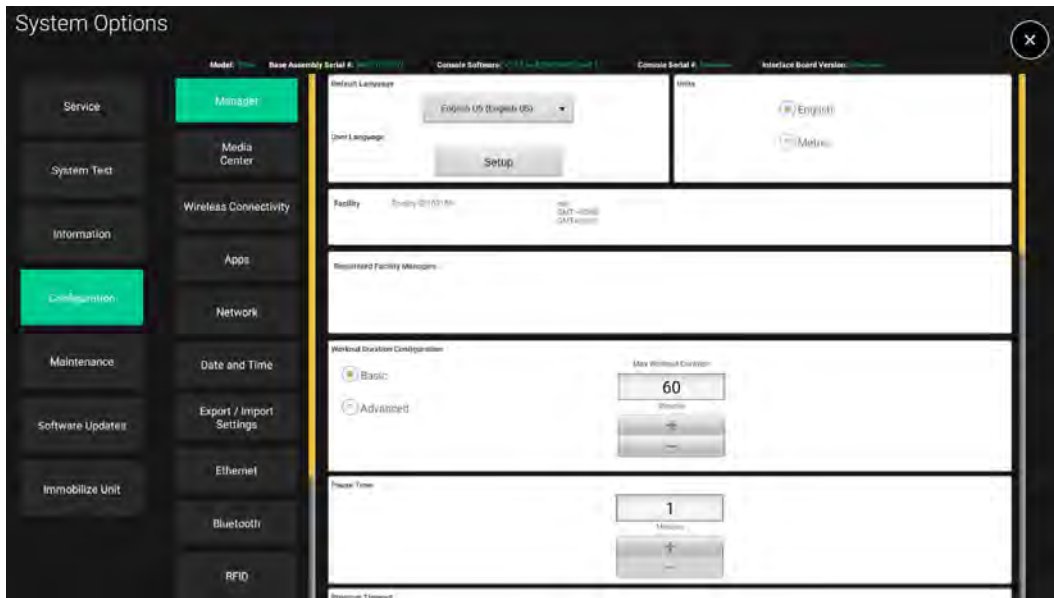 System Options
Model: Base Assembly Serial #: Console Software: Console Serial #: Interface Board Version:
Service
System Test
Information
Configuration
Maintenance
Software Updates
Immobilize Unit
Manager
Media
Center
Wireless Connectivity
Apps
Network
Date and Time
Export / Import
Settings
Ethernet
Bluetooth
RFID
Default Language
English US (English US)
User Language
Setup
Units
English
Metric
Facility
Registered Facility Managers
Workout Duration Configuration
Basic
Advanced
Max Workout Duration
60
Minutes
+
−
Pause Time
1
Minutes
+
−